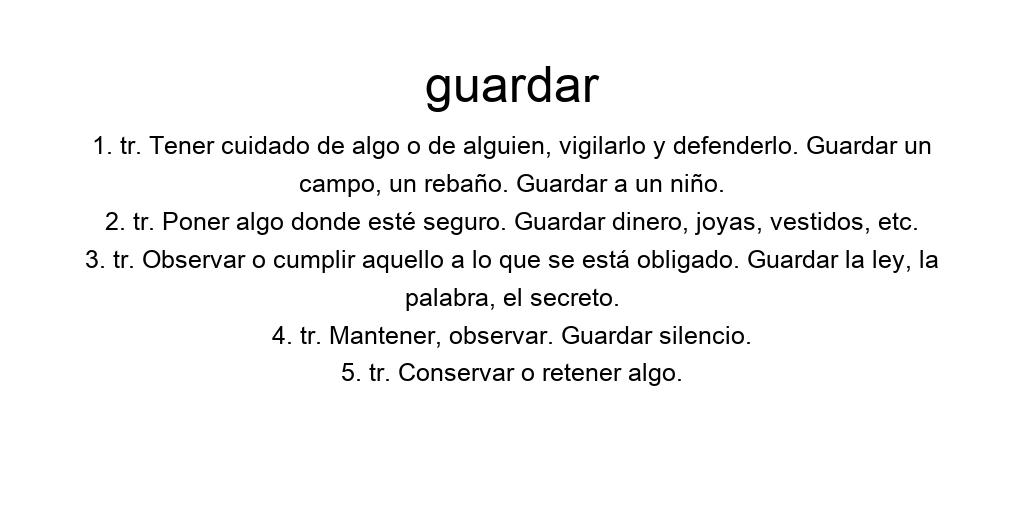 guardar
1. tr. Tener cuidado de algo o de alguien, vigilarlo y defenderlo. Guardar un
campo, un rebaño. Guardar a un niño.
2. tr. Poner algo donde esté seguro. Guardar dinero, joyas, vestidos, etc.
3. tr. Observar o cumplir aquello a lo que se está obligado. Guardar la ley, la
palabra, el secreto.
4. tr. Mantener, observar. Guardar silencio.
5. tr. Conservar o retener algo.